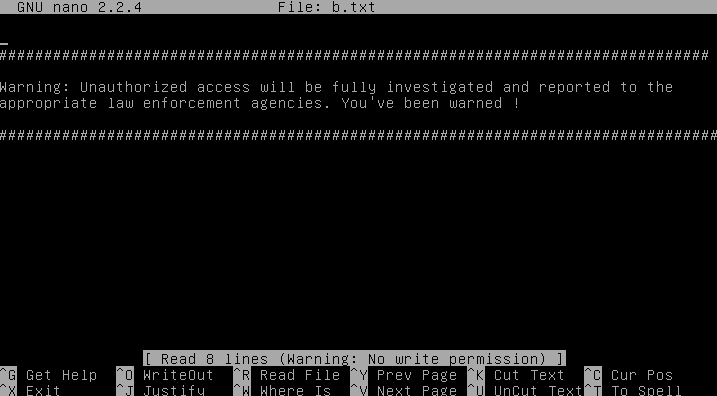 GNU nano 2.2.4 File: b.txt
###############################################################################
Warning: Unauthorized access will be fully investigated and reported to the
appropriate law enforcement agencies. You've been warned !
################################################################################
[ Read 8 lines (Warning: No write permission) ]
^G Get Help ^O WriteOut ^R Read File ^Y Prev Page ^K Cut Text ^C Cur Pos
^X Exit ^J Justify ^W Where Is ^V Next Page ^U UnCut Text ^T To Spell